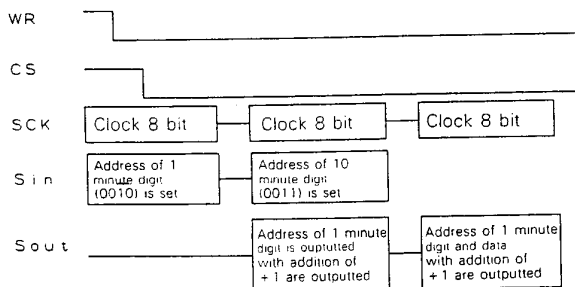 WR
CS
SCK
Clock 8 bit
Clock 8 bit
Clock 8 bit
Sin
Address of 1
minute digit
(0010) is set
Address of 10
minute digit
(0011) is set
Sout
Address of 1 minute
digit is ouptutted
with addition of
+1 are outputted
Address of 1 minute
digit and data
with addition of
+1 are outputted